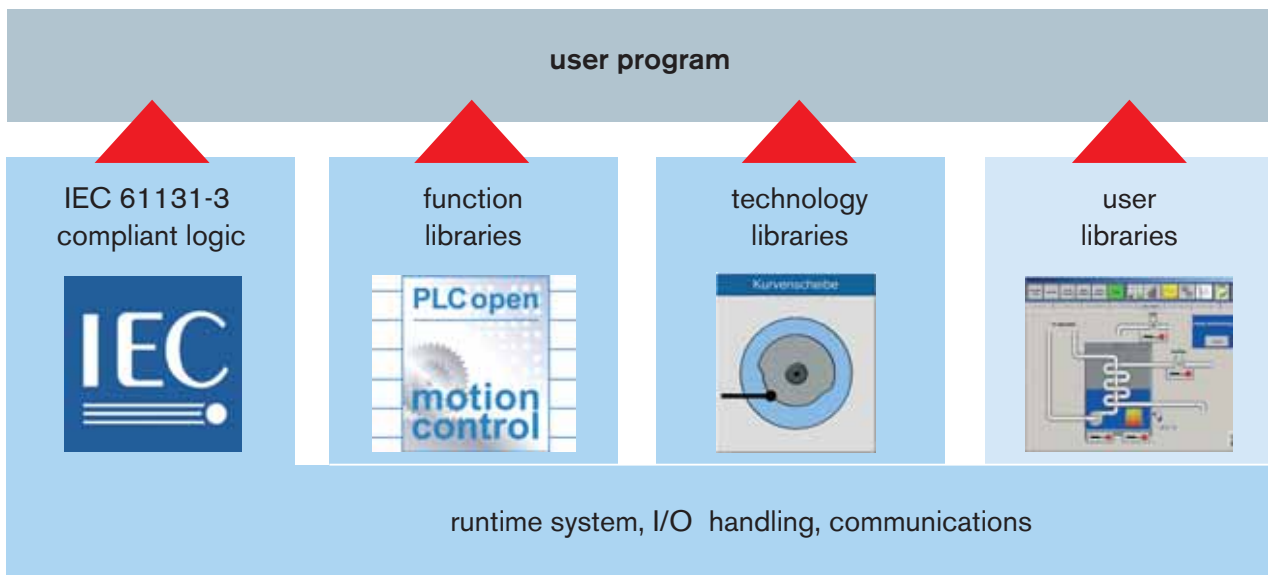 user program
IEC 61131-3
compliant logic
function
libraries
technology
libraries
user
libraries
IEC
PLCopen
motion
control
Kurvenscheibe
runtime system, I/O handling, communications